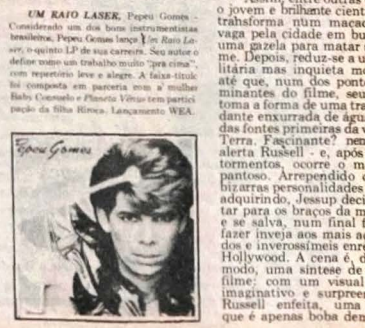 UM RAIO LASER, Pepeu Gomes -
Considerado um dos bons instrumentistas
brasileiros, Pepeu Gomes lança Um Raio La-
ser, o quinto LP de sua carreira. Seu autor o
define como um trabalho muito "pra cima",
com repertório leve e alegre. A faixa-título
foi composta em parceria com a mulher
Baby Consuelo e Planeta Vênus tem partici
pação da filha Riroca. Lançamento WEA.
Pepeu Gomes
o jovem e brilhante cient
transforma num macac
vaga pela cidade em bu
uma gazela para matar
me. Depois, reduz-se a u
litária mas inquieta m
até que, num dos pont
minantes do filme, seu
toma a forma de uma tra
dante enxurrada de água
das fontes primeiras da v
Terra. Fascinante? nem
alerta Russell - e, após
tormentos, ocorre o m
pantoso. Arrependido
bizarras personalidades
adquirindo, Jessup deci
tar para os braços da m
e se salva, num final
fazer inveja aos mais a
dos e inverossímeis enre
Hollywood. A cena é, d
modo, uma síntese de
filme: com um visual
imaginativo e surpreen
Russell enfeita, uma
que é apenas boba dem